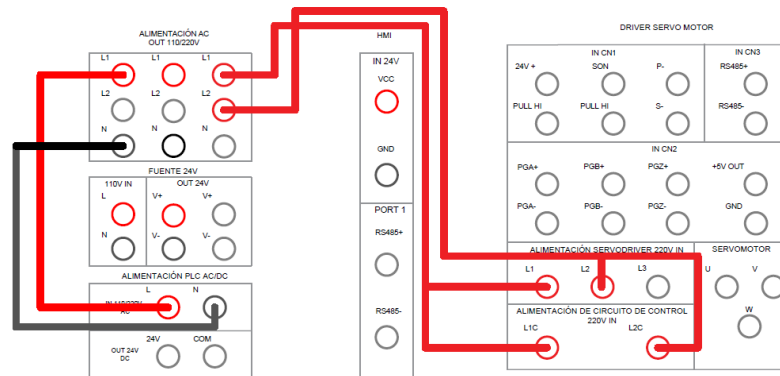 ALIMENTACIÓN AC
OUT 110/220V
L1 L1 L1
L2 L2 L2
N N N
FUENTE 24V
110V IN OUT 24V
L V+ V+
N V- V-
ALIMENTACIÓN PLC AC/DC
L N
AC
24V COM
OUT 24V
DC
HMI
IN 24V
VCC
GND
PORT 1
RS485+
RS485-
DRIVER SERVO MOTOR
IN CN1
24V + SON P-
PULL HI PULL HI S-
IN CN3
RS485+
RS485-
IN CN2
PGA+ PGB+ PGZ+ +5V OUT
PGA- PGB- PGZ- GND
ALIMENTACIÓN SERVODRIVER 220V IN
L1 L2 L3
SERVOMOTOR
U V
W
ALIMENTACIÓN DE CIRCUITO DE CONTROL
220V IN
L1C L2C